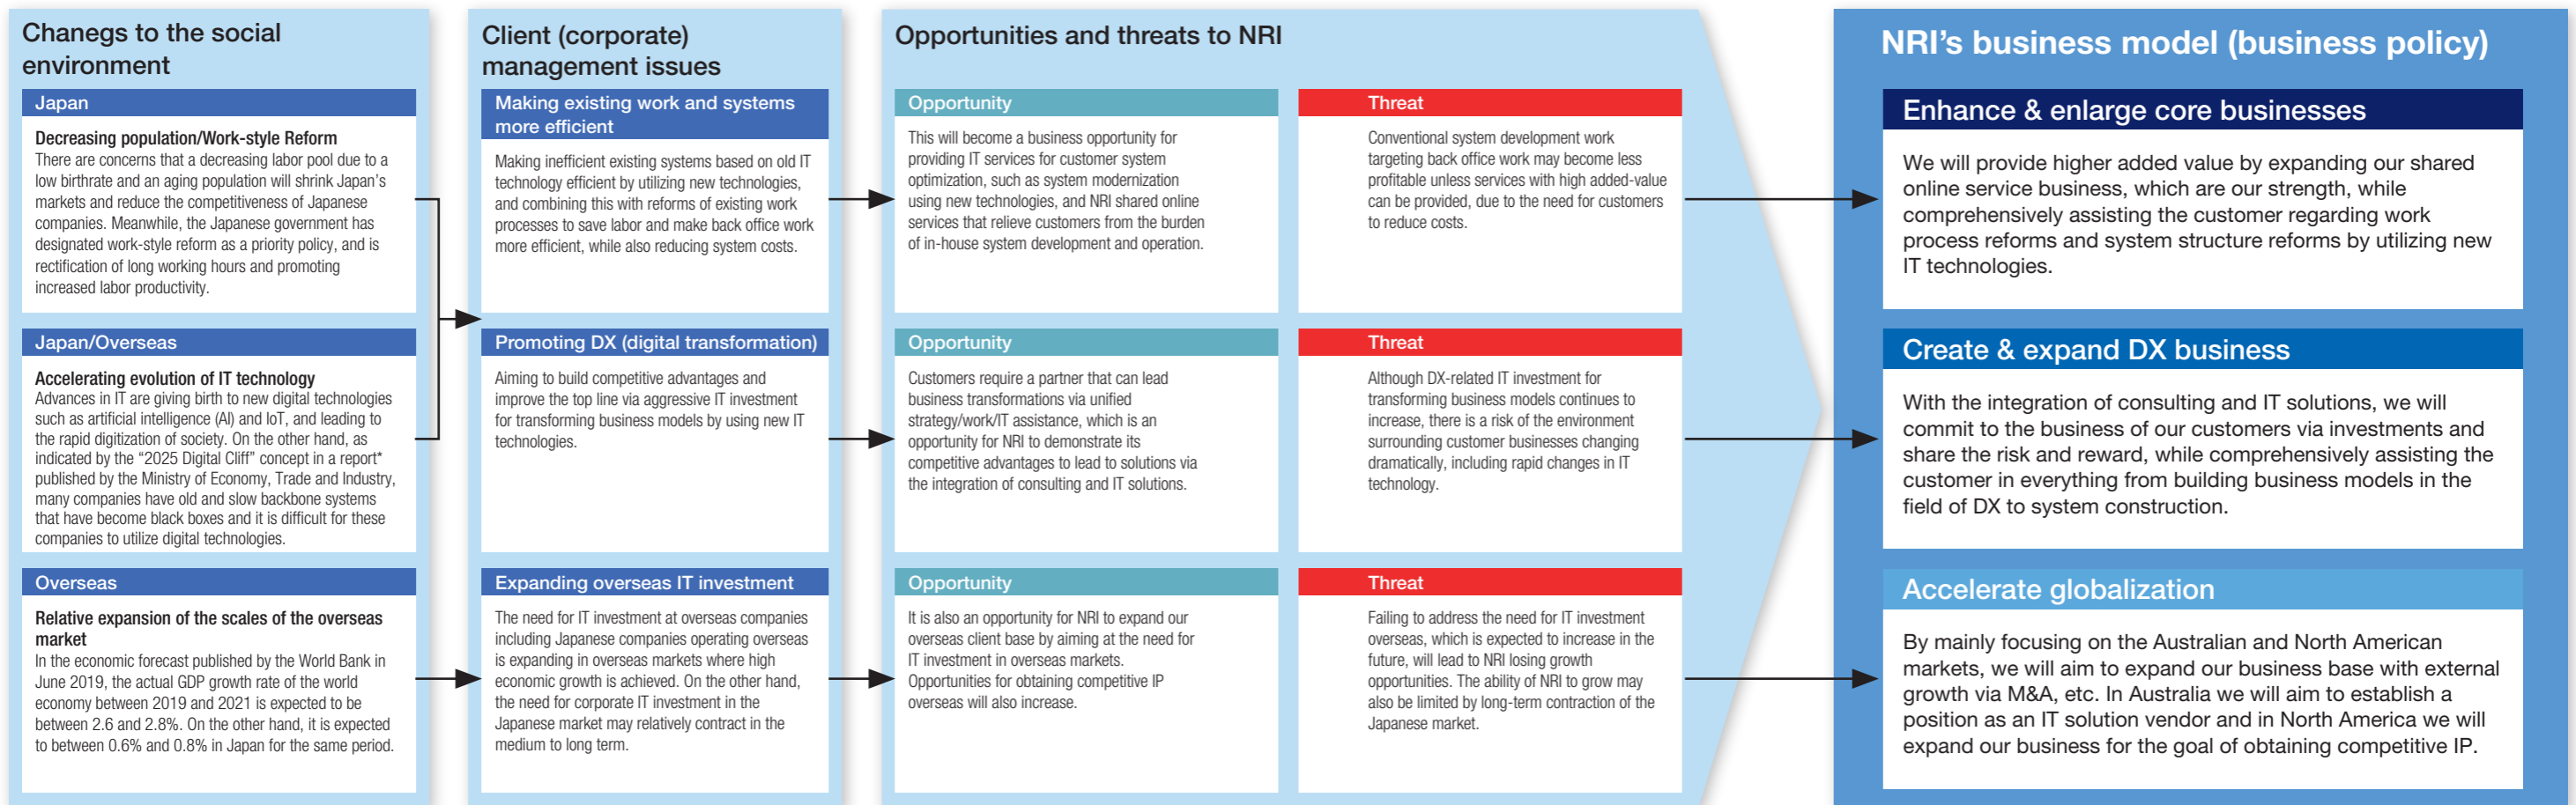 Chanegs to the social
environment
Japan
Decreasing population/Work-style Reform
There are concerns that a decreasing labor pool due to a
low birthrate and an aging population will shrink Japan's
markets and reduce the competitiveness of Japanese
companies. Meanwhile, the Japanese government has
designated work-style reform as a priority policy, and is
rectification of long working hours and promoting
increased labor productivity.
Japan/Overseas
Accelerating evolution of IT technology
Advances in IT are giving birth to new digital technologies
such as artificial intelligence (AI) and IoT, and leading to
the rapid digitization of society. On the other hand, as
indicated by the “2025 Digital Cliff” concept in a report*
published by the Ministry of Economy, Trade and Industry,
many companies have old and slow backbone systems
that have become black boxes and it is difficult for these
companies to utilize digital technologies.
Overseas
Relative expansion of the scales of the overseas
market
In the economic forecast published by the World Bank in
June 2019, the actual GDP growth rate of the world
economy between 2019 and 2021 is expected to be
between 2.6 and 2.8%. On the other hand, it is expected
to between 0.6% and 0.8% in Japan for the same period.
Client (corporate)
management issues
Making existing work and systems
more efficient
Making inefficient existing systems based on old IT
technology efficient by utilizing new technologies,
and combining this with reforms of existing work
processes to save labor and make back office work
more efficient, while also reducing system costs.
Promoting DX (digital transformation)
Aiming to build competitive advantages and
improve the top line via aggressive IT investment
for transforming business models by using new IT
technologies.
Expanding overseas IT investment
The need for IT investment at overseas companies
including Japanese companies operating overseas
is expanding in overseas markets where high
economic growth is achieved. On the other hand,
the need for corporate IT investment in the
Japanese market may relatively contract in the
medium to long term.
Opportunities and threats to NRI
Opportunity
This will become a business opportunity for
providing IT services for customer system
optimization, such as system modernization
using new technologies, and NRI shared online
services that relieve customers from the burden
of in-house system development and operation.
Threat
Conventional system development work
targeting back office work may become less
profitable unless services with high added-value
can be provided, due to the need for customers
to reduce costs.
Opportunity
Customers require a partner that can lead
business transformations via unified
strategy/work/IT assistance, which is an
opportunity for NRI to demonstrate its
competitive advantages to lead to solutions via
the integration of consulting and IT solutions.
Threat
Although DX-related IT investment for
transforming business models continues to
increase, there is a risk of the environment
surrounding customer businesses changing
dramatically, including rapid changes in IT
technology.
Opportunity
It is also an opportunity for NRI to expand our
overseas client base by aiming at the need for
IT investment in overseas markets.
Opportunities for obtaining competitive IP
overseas will also increase.
Threat
Failing to address the need for IT investment
overseas, which is expected to increase in the
future, will lead to NRI losing growth
opportunities. The ability of NRI to grow may
also be limited by long-term contraction of the
Japanese market.
NRI’s business model (business policy)
Enhance & enlarge core businesses
We will provide higher added value by expanding our shared
online service business, which are our strength, while
comprehensively assisting the customer regarding work
process reforms and system structure reforms by utilizing new
IT technologies.
Create & expand DX business
With the integration of consulting and IT solutions, we will
commit to the business of our customers via investments and
share the risk and reward, while comprehensively assisting the
customer in everything from building business models in the
field of DX to system construction.
Accelerate globalization
By mainly focusing on the Australian and North American
markets, we will aim to expand our business base with external
growth via M&A, etc. In Australia we will aim to establish a
position as an IT solution vendor and in North America we will
expand our business for the goal of obtaining competitive IP.